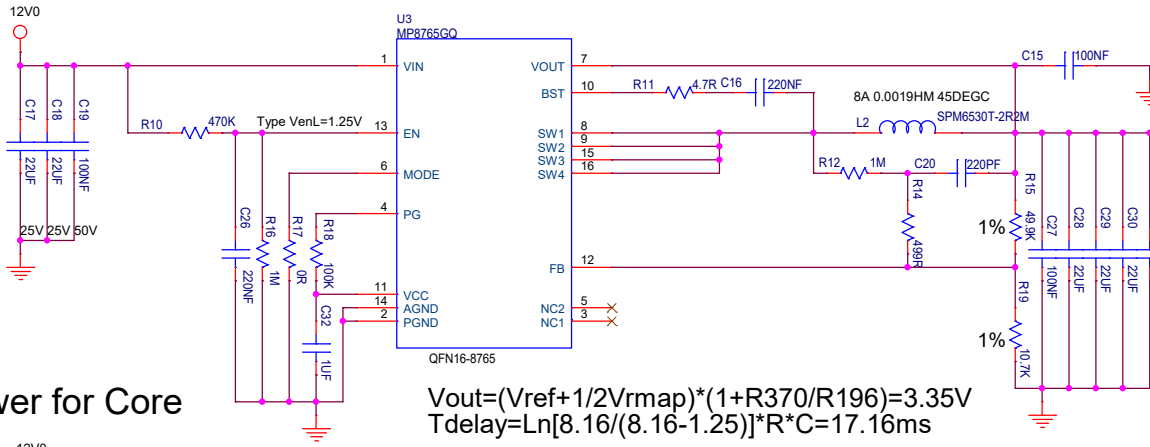 12V0
U3
MP8765GQ
1 VIN
VOUT 7
C15 100NF
BST 10
R11 4.7R C16 220NF
8A 0.0019HM 45DEGC
SPM6530T-2R2M
L2
C17 C18 C19
22UF 22UF 100NF
25V 25V 50V
R10 470K
Type VenL=1.25V
13 EN
SW1 8
SW2 9
SW3 15
SW4 16
6 MODE
R12 1M
C20 220PF
4 PG
R14 499R
R15 49.9K
1%
C26 220NF
R16 1M
R17 0R
R18 100K
C27 C28 C29 C30
100NF 22UF 22UF 22UF
FB 12
11 VCC
14 AGND
2 PGND
NC2 5
NC1 3
R19 10.7K
1%
C32 1UF
QFN16-8765
wer for Core
Vout=(Vref+1/2Vrmap)*(1+R370/R196)=3.35V
Tdelay=Ln[8.16/(8.16-1.25)]*R*C=17.16ms
12V0